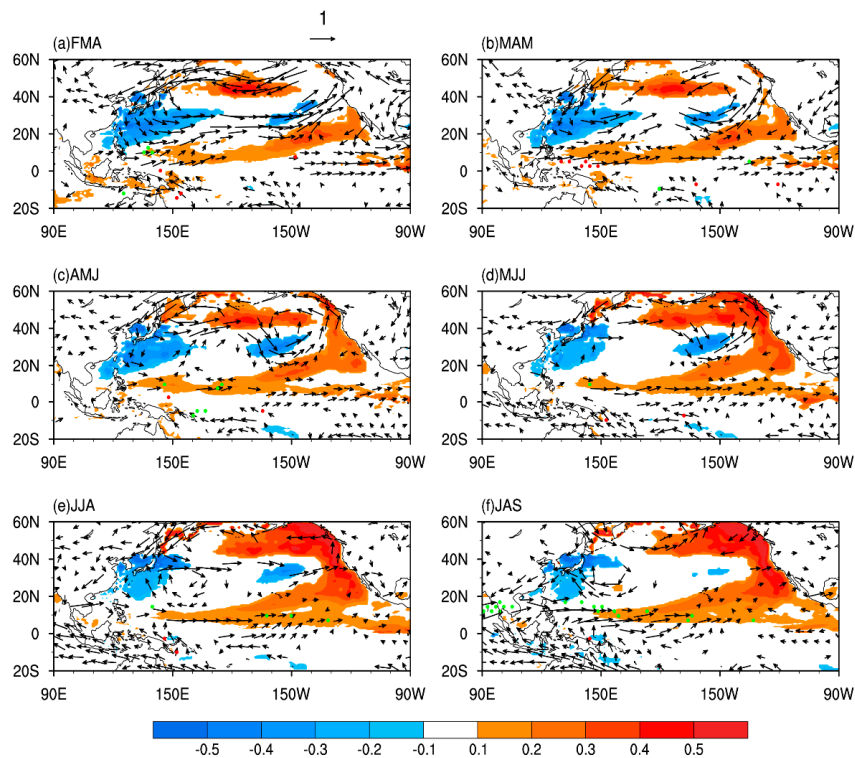 1
(a)FMA (b)MAM
60N 60N
40N 40N
20N 20N
0 0
20S 20S
90E 150E 150W 90W 90E 150E 150W 90W
(c)AMJ (d)MJJ
60N 60N
40N 40N
20N 20N
0 0
20S 20S
90E 150E 150W 90W 90E 150E 150W 90W
(e)JJA (f)JAS
60N 60N
40N 40N
20N 20N
0 0
20S 20S
90E 150E 150W 90W 90E 150E 150W 90W
-0.5 -0.4 -0.3 -0.2 -0.1 0.1 0.2 0.3 0.4 0.5